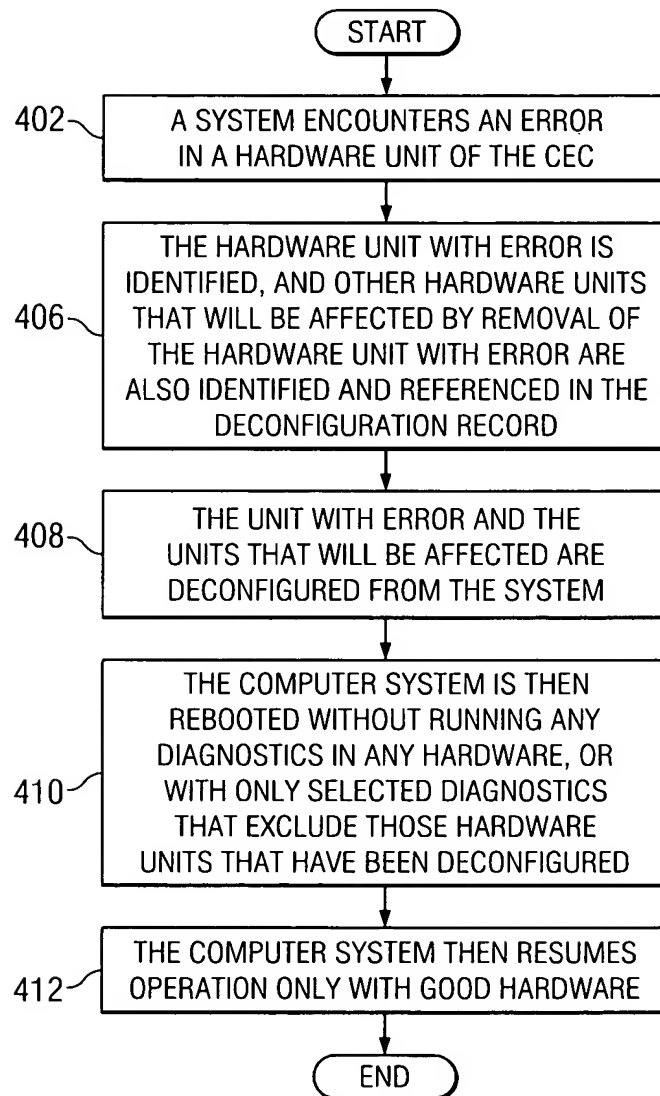 START
402
A SYSTEM ENCOUNTERS AN ERROR
IN A HARDWARE UNIT OF THE CEC
406
THE HARDWARE UNIT WITH ERROR IS
IDENTIFIED, AND OTHER HARDWARE UNITS
THAT WILL BE AFFECTED BY REMOVAL OF
THE HARDWARE UNIT WITH ERROR ARE
ALSO IDENTIFIED AND REFERENCED IN THE
DECONFIGURATION RECORD
408
THE UNIT WITH ERROR AND THE
UNITS THAT WILL BE AFFECTED ARE
DECONFIGURED FROM THE SYSTEM
410
THE COMPUTER SYSTEM IS THEN
REBOOTED WITHOUT RUNNING ANY
DIAGNOSTICS IN ANY HARDWARE, OR
WITH ONLY SELECTED DIAGNOSTICS
THAT EXCLUDE THOSE HARDWARE
UNITS THAT HAVE BEEN DECONFIGURED
412
THE COMPUTER SYSTEM THEN RESUMES
OPERATION ONLY WITH GOOD HARDWARE
END